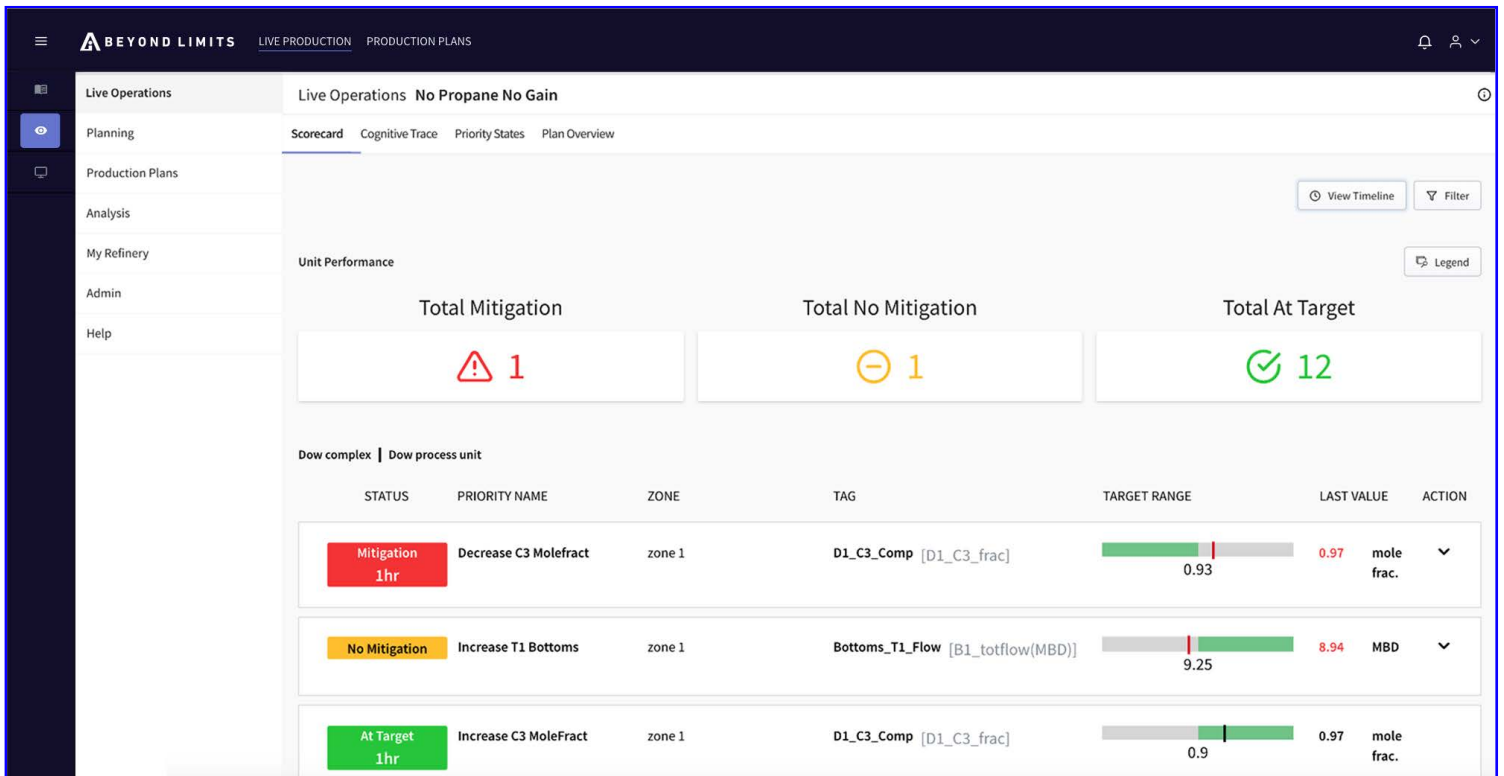 BEYOND LIMITS LIVE PRODUCTION PRODUCTION PLANS
Live Operations
Planning
Production Plans
Analysis
My Refinery
Admin
Help
Live Operations No Propane No Gain
Scorecard Cognitive Trace Priority States Plan Overview
View Timeline Filter
Unit Performance Legend
Total Mitigation Total No Mitigation Total At Target
1 1 12
Dow complex | Dow process unit
STATUS PRIORITY NAME ZONE TAG TARGET RANGE LAST VALUE ACTION
Mitigation Decrease C3 Molefract zone 1 D1_C3_Comp [D1_C3_frac] 0.97 mole
1hr 0.93 frac.
No Mitigation Increase T1 Bottoms zone 1 Bottoms_T1_Flow [B1_totflow(MBD)] 8.94 MBD
9.25
At Target Increase C3 MoleFract zone 1 D1_C3_Comp [D1_C3_frac] 0.97 mole
1hr 0.9 frac.